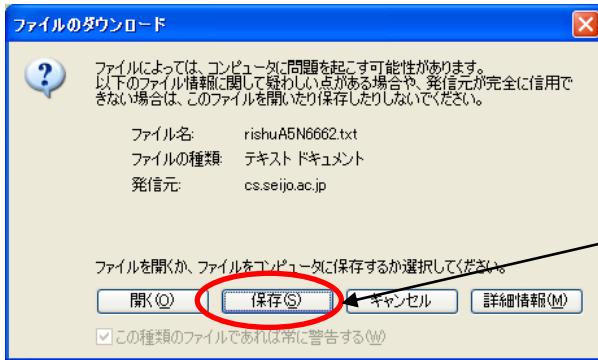 ファイルのダウンロード
ファイルによっては、コンピュータに問題を起こす可能性があります。
以下のファイル情報に関して疑わしい点がある場合や、発信元が完全に信用で
きない場合は、このファイルを開いたり保存したりしないでください。
ファイル名: rishuA5N6662.txt
ファイルの種類: テキスト ドキュメント
発信元: cs.seijo.ac.jp
ファイルを開くか、ファイルをコンピュータに保存するか選択してください。
開く(O) 保存(S) キャンセル 詳細情報(M)
この種類のファイルであれば常に警告する(W)